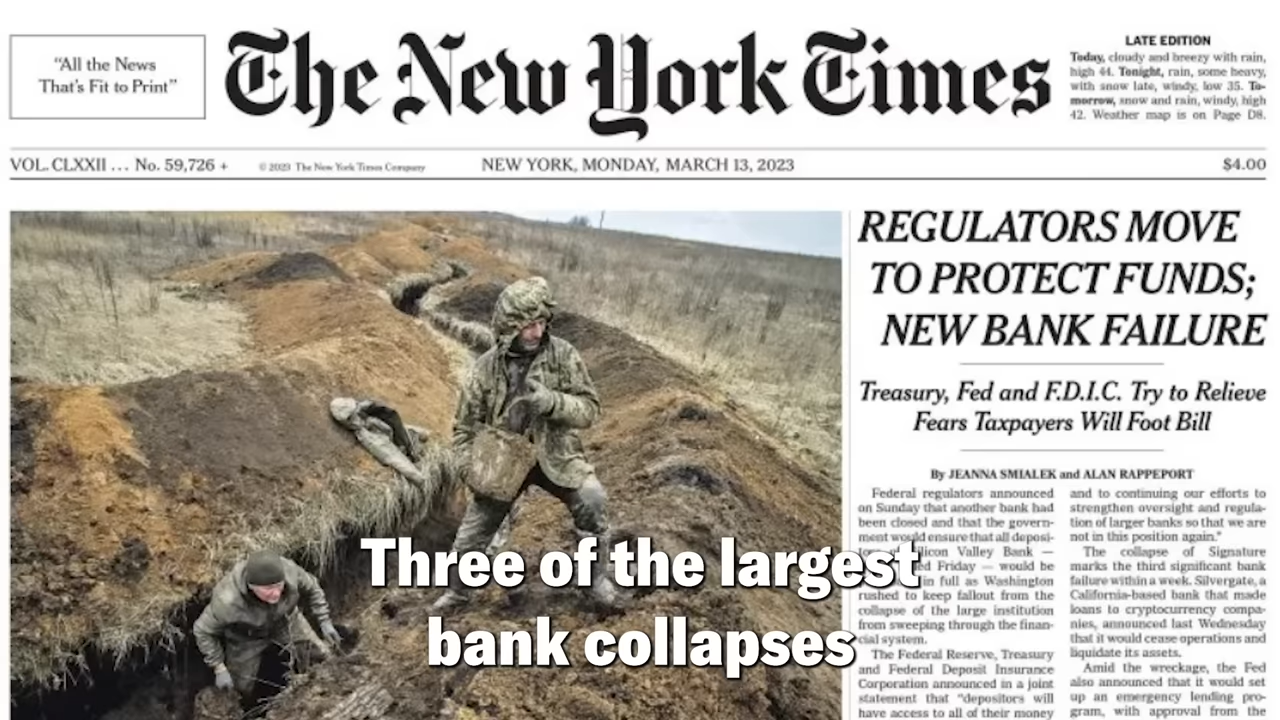 "All the News
That's Fit to Print"
The New York Times
LATE EDITION
Today, cloudy and breezy with rain,
high 44. Tonight, rain, some heavy,
with snow late, windy, low 35. To-
morrow, snow and rain, windy, high
42. Weather map is on Page D8.
VOL. CLXXII ... No. 59,726 +
© 2023 The New York Times Company
NEW YORK, MONDAY, MARCH 13, 2023
$4.00
REGULATORS MOVE
TO PROTECT FUNDS;
NEW BANK FAILURE
Treasury, Fed and F.D.I.C. Try to Relieve
Fears Taxpayers Will Foot Bill
By JEANNA SMIALEK and ALAN RAPPEPORT
Federal regulators announced
on Sunday that another bank had
been closed and that the govern-
ment would ensure that all deposi-
Valley Bank —
Friday — would be
in full as Washington
rushed to keep fallout from the
collapse of the large institution
from sweeping through the finan-
cial system.
The Federal Reserve, Treasury
and Federal Deposit Insurance
Corporation announced in a joint
statement that "depositors will
have access to all of their money
and to continuing our efforts to
strengthen oversight and regula-
tion of larger banks so that we are
not in this position again."
The collapse of Signature
marks the third significant bank
failure within a week. Silvergate, a
California-based bank that made
loans to cryptocurrency compa-
nies, announced last Wednesday
that it would cease operations and
liquidate its assets.
Amid the wreckage, the Fed
also announced that it would set
up an emergency lending pro-
gram, with approval from the
Three of the largest
bank collapses